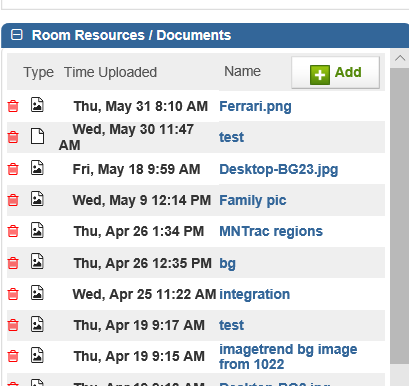 Room Resources / Documents
Type Time Uploaded Name Add
Thu, May 31 8:10 AM Ferrari.png
Wed, May 30 11:47
AM test
Fri, May 18 9:59 AM Desktop-BG23.jpg
Wed, May 9 12:14 PM Family pic
Thu, Apr 26 1:34 PM MNTrac regions
Thu, Apr 26 12:35 PM bg
Wed, Apr 25 11:22 AM integration
Thu, Apr 19 9:17 AM test
Thu, Apr 19 9:15 AM imagetrend bg image
from 1022